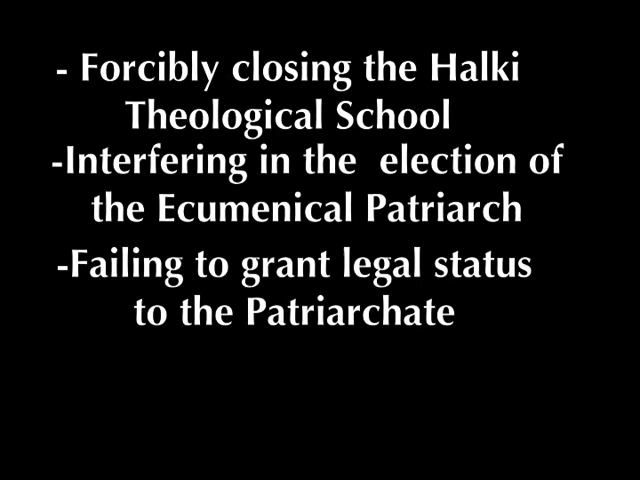 - Forcibly closing the Halki
Theological School
-Interfering in the election of
the Ecumenical Patriarch
-Failing to grant legal status
to the Patriarchate